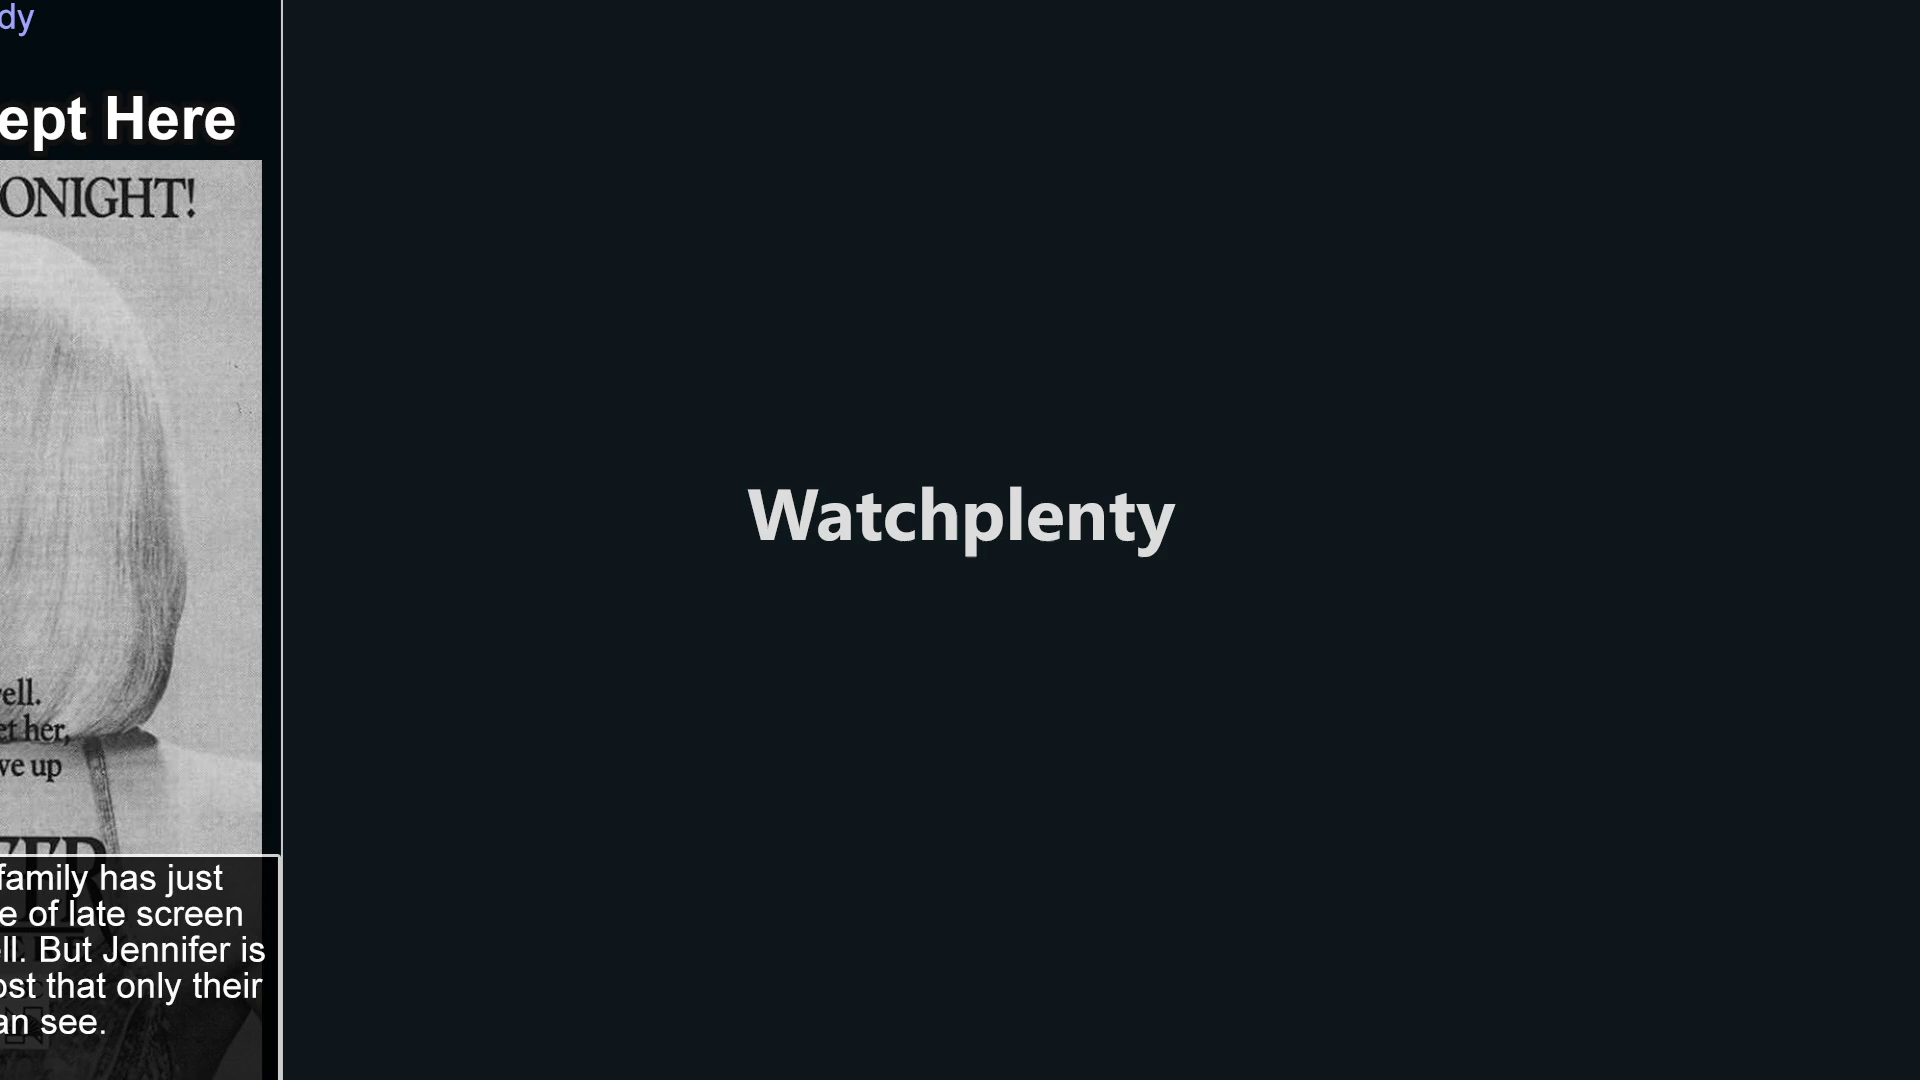 dy
ept Here
ONIGHT!
ell.
et her,
ve up
family has just
e of late screen
ll. But Jennifer is
ost that only their
an see.
Watchplenty